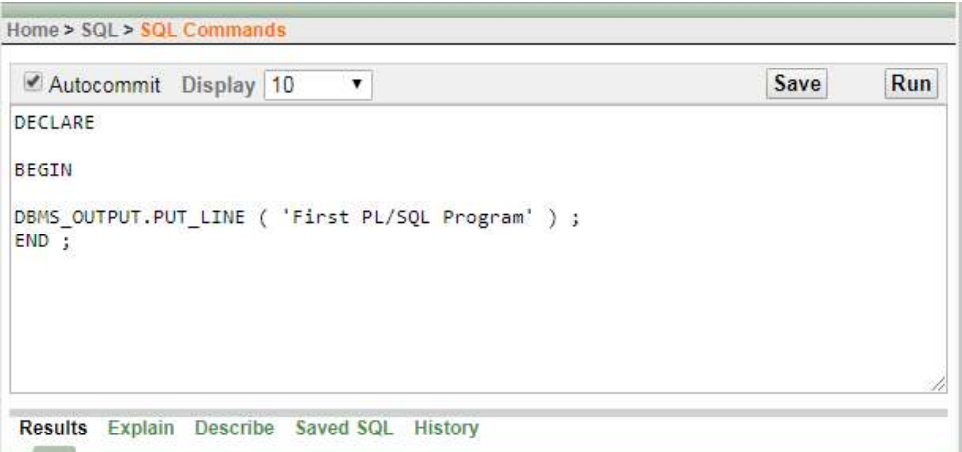 Home > SQL > SQL Commands
Autocommit Display 10 Save Run
DECLARE
BEGIN
DBMS_OUTPUT.PUT_LINE ( 'First PL/SQL Program' ) ;
END ;
Results Explain Describe Saved SQL History